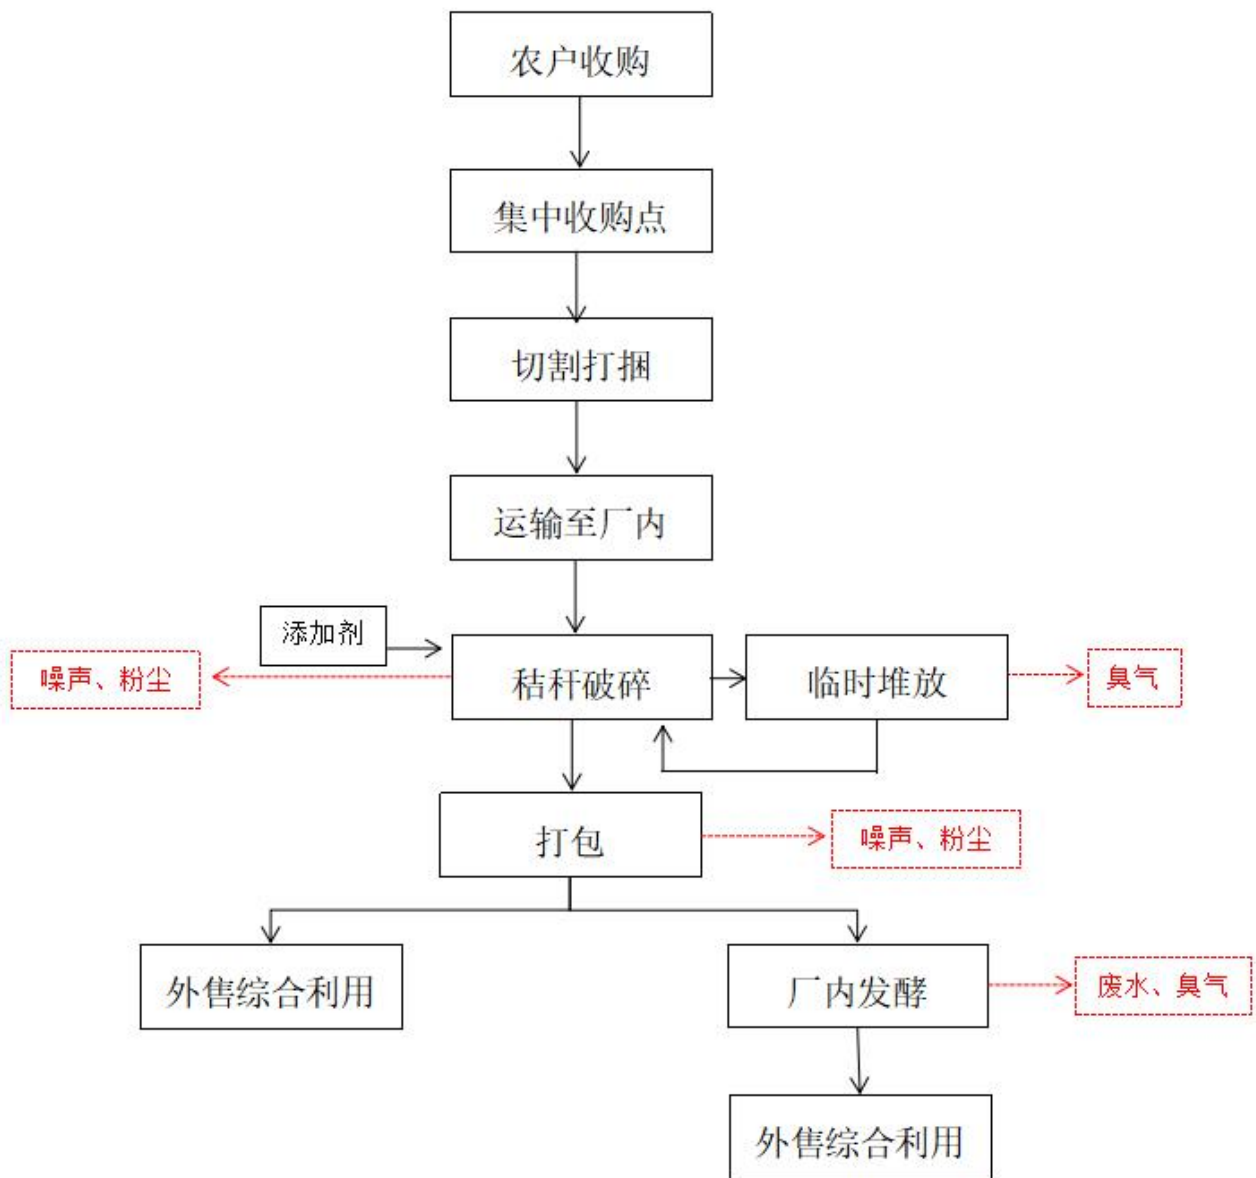 农户收购
集中收购点
切割打捆
运输至厂内
添加剂
噪声、粉尘
秸秆破碎
临时堆放
臭气
打包
噪声、粉尘
外售综合利用
厂内发酵
废水、臭气
外售综合利用